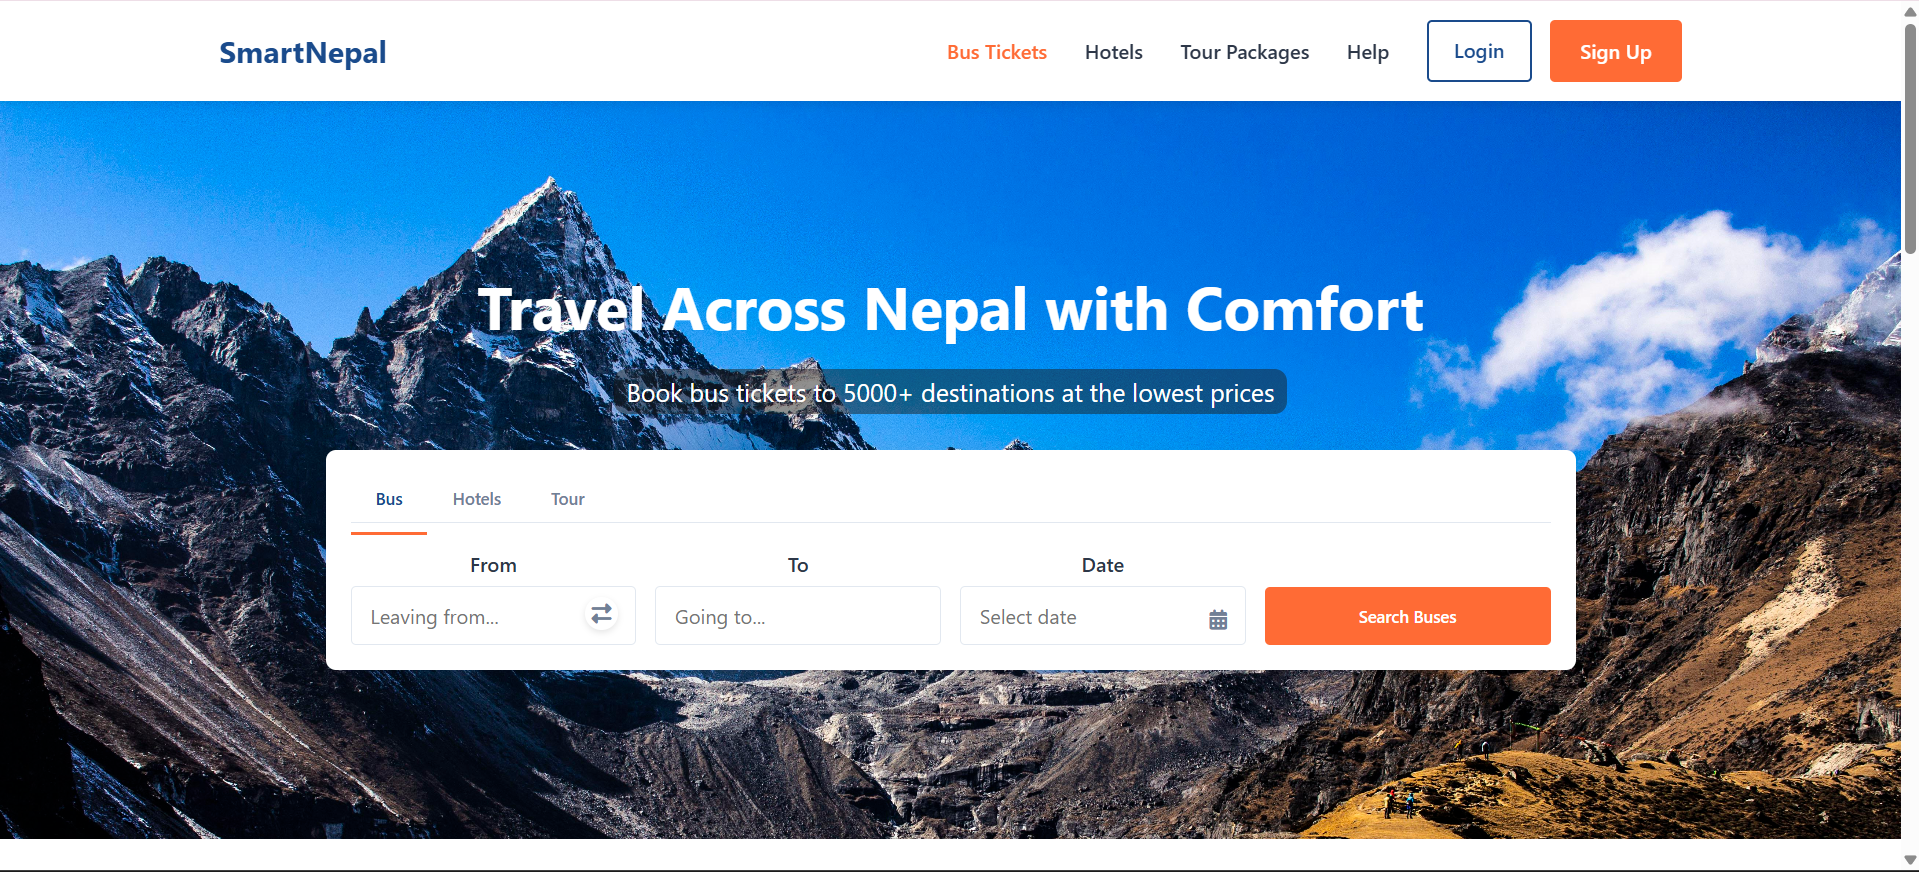 SmartNepal
Bus Tickets Hotels Tour Packages Help Login Sign Up
Travel Across Nepal with Comfort
Book bus tickets to 5000+ destinations at the lowest prices
Bus Hotels Tour
From To Date
Leaving from... Going to... Select date Search Buses